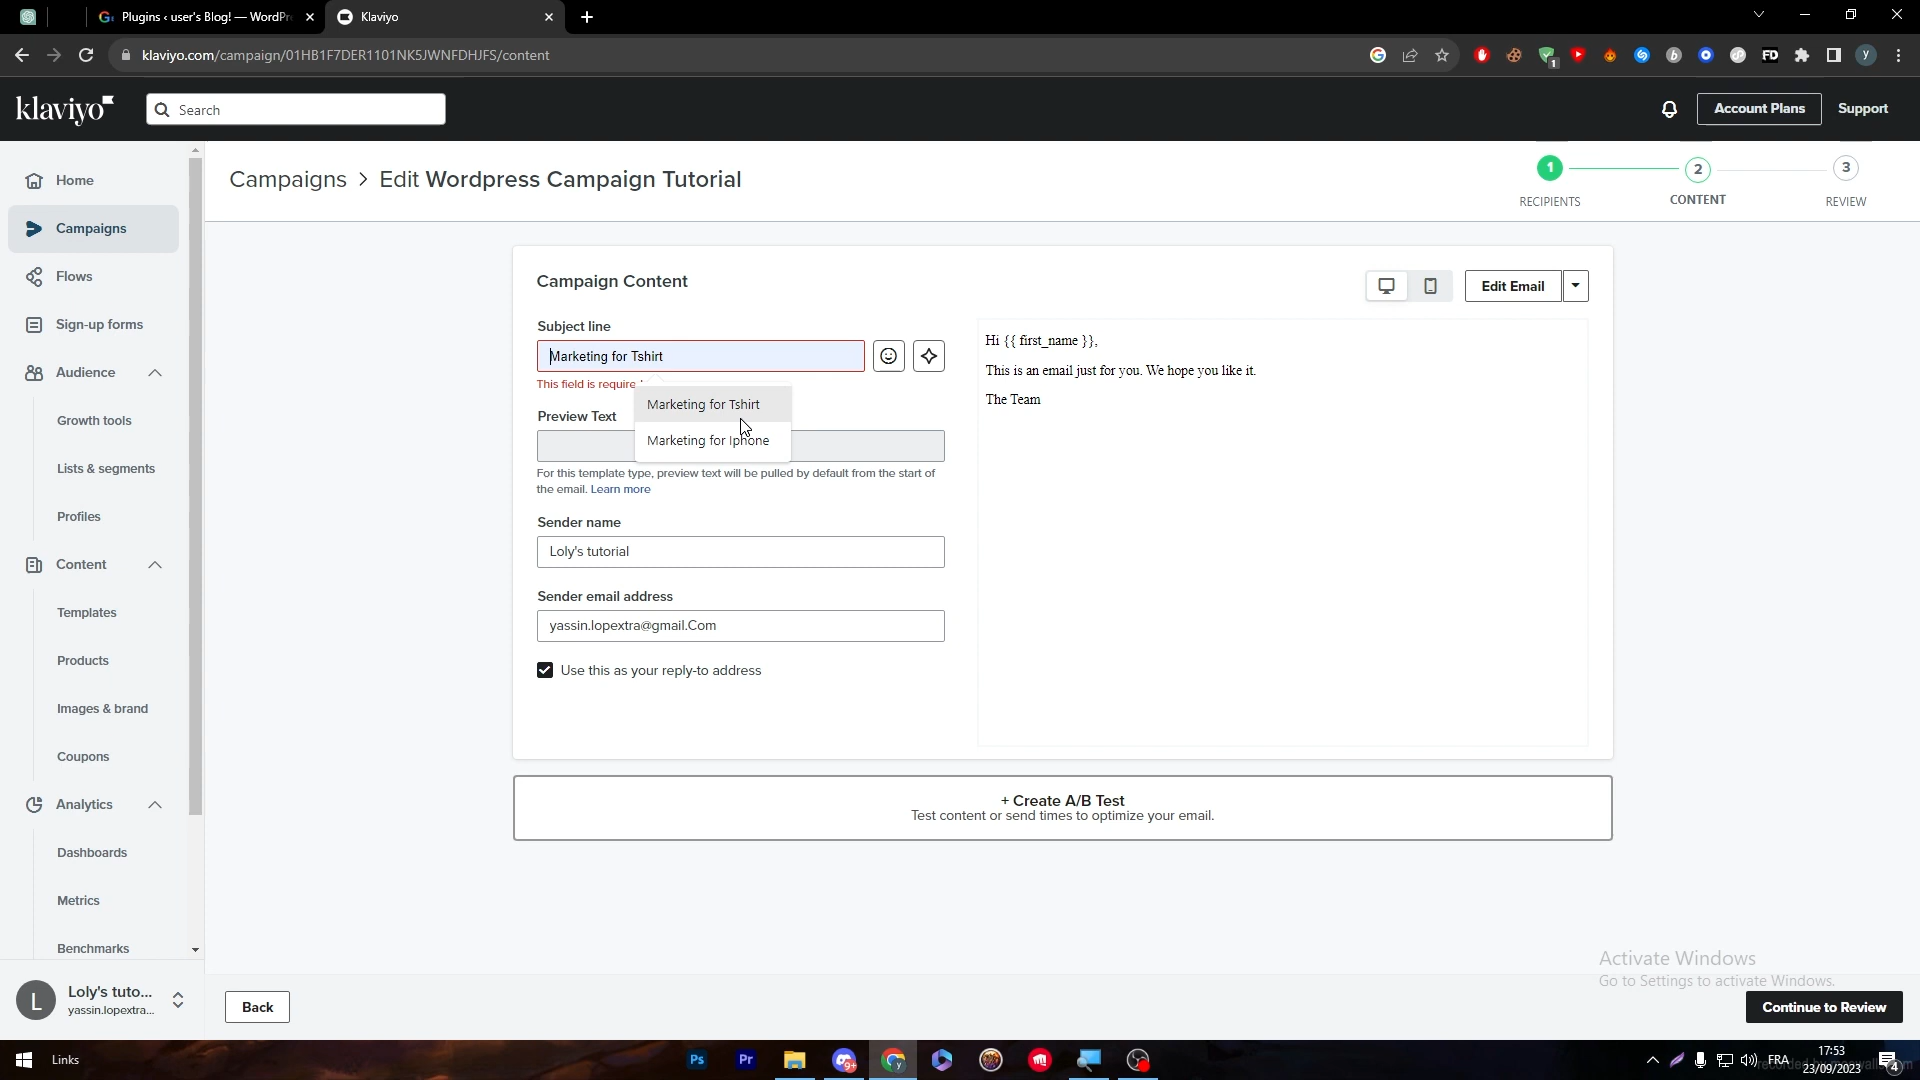 Plugins ‹ user's Blog! — WordPr
Klaviyo
klaviyo.com/campaign/01HB1F7DER1101NK5JWNFDHJFS/content
klaviyo
Search
Account Plans
Support
Home
Campaigns
Flows
Sign-up forms
Audience
Growth tools
Lists & segments
Profiles
Content
Templates
Products
Images & brand
Coupons
Analytics
Dashboards
Metrics
Benchmarks
L
Loly's tuto...
yassin.lopextra...
Campaigns > Edit Wordpress Campaign Tutorial
1
RECIPIENTS
2
CONTENT
3
REVIEW
Campaign Content
Edit Email
Subject line
Marketing for Tshirt
This field is require
Marketing for Tshirt
Marketing for Iphone
Preview Text
For this template type, preview text will be pulled by default from the start of
the email. Learn more
Sender name
Loly's tutorial
Sender email address
yassin.lopextra@gmail.Com
Use this as your reply-to address
Hi {{ first_name }},
This is an email just for you. We hope you like it.
The Team
+ Create A/B Test
Test content or send times to optimize your email.
Activate Windows
Go to Settings to activate Windows.
Back
Continue to Review
Links
Ps
Pr
FRA
17:53
23/09/2023
4